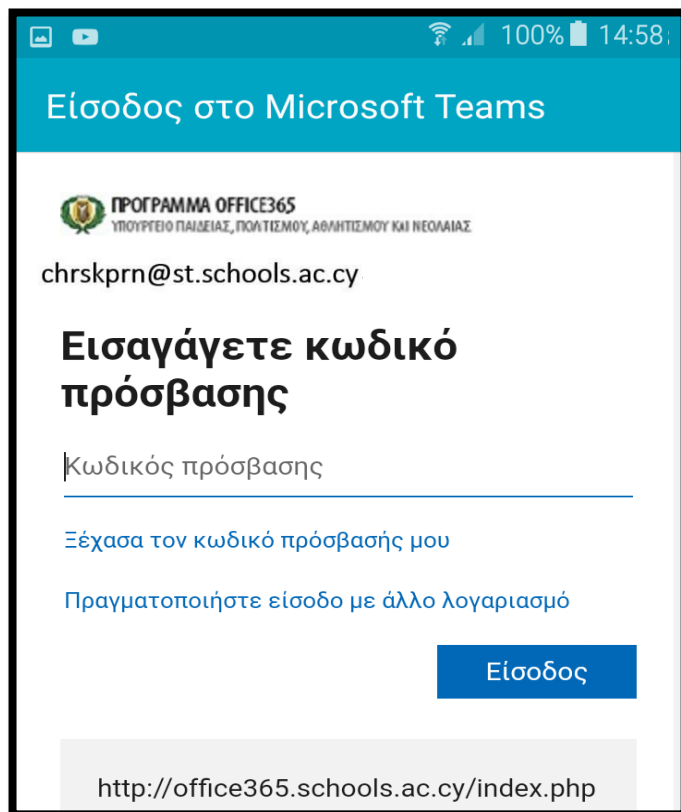 100% 14:58
Είσοδος στο Microsoft Teams
ΠΡΟΓΡΑΜΜΑ OFFICE365
ΥΠΟΥΡΓΕΙΟ ΠΑΙΔΕΙΑΣ, ΠΟΛΙΤΙΣΜΟΥ, ΑΘΛΗΤΙΣΜΟΥ ΚΑΙ ΝΕΟΛΑΙΑΣ
chrskprn@st.schools.ac.cy
Εισαγάγετε κωδικό
πρόσβασης
Κωδικός πρόσβασης
Ξέχασα τον κωδικό πρόσβασής μου
Πραγματοποιήστε είσοδο με άλλο λογαριασμό
Είσοδος
http://office365.schools.ac.cy/index.php